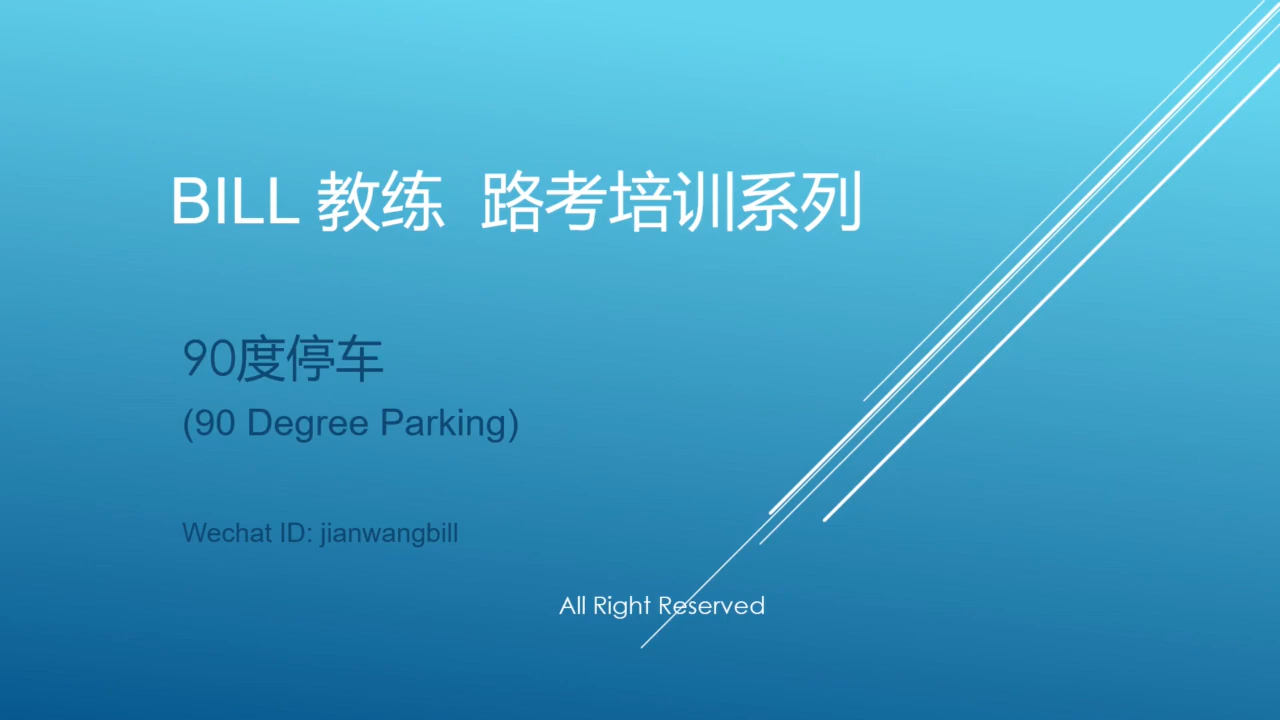 BILL 教练 路考培训系列
90度停车
(90 Degree Parking)
Wechat ID: jianwangbill
All Right Reserved